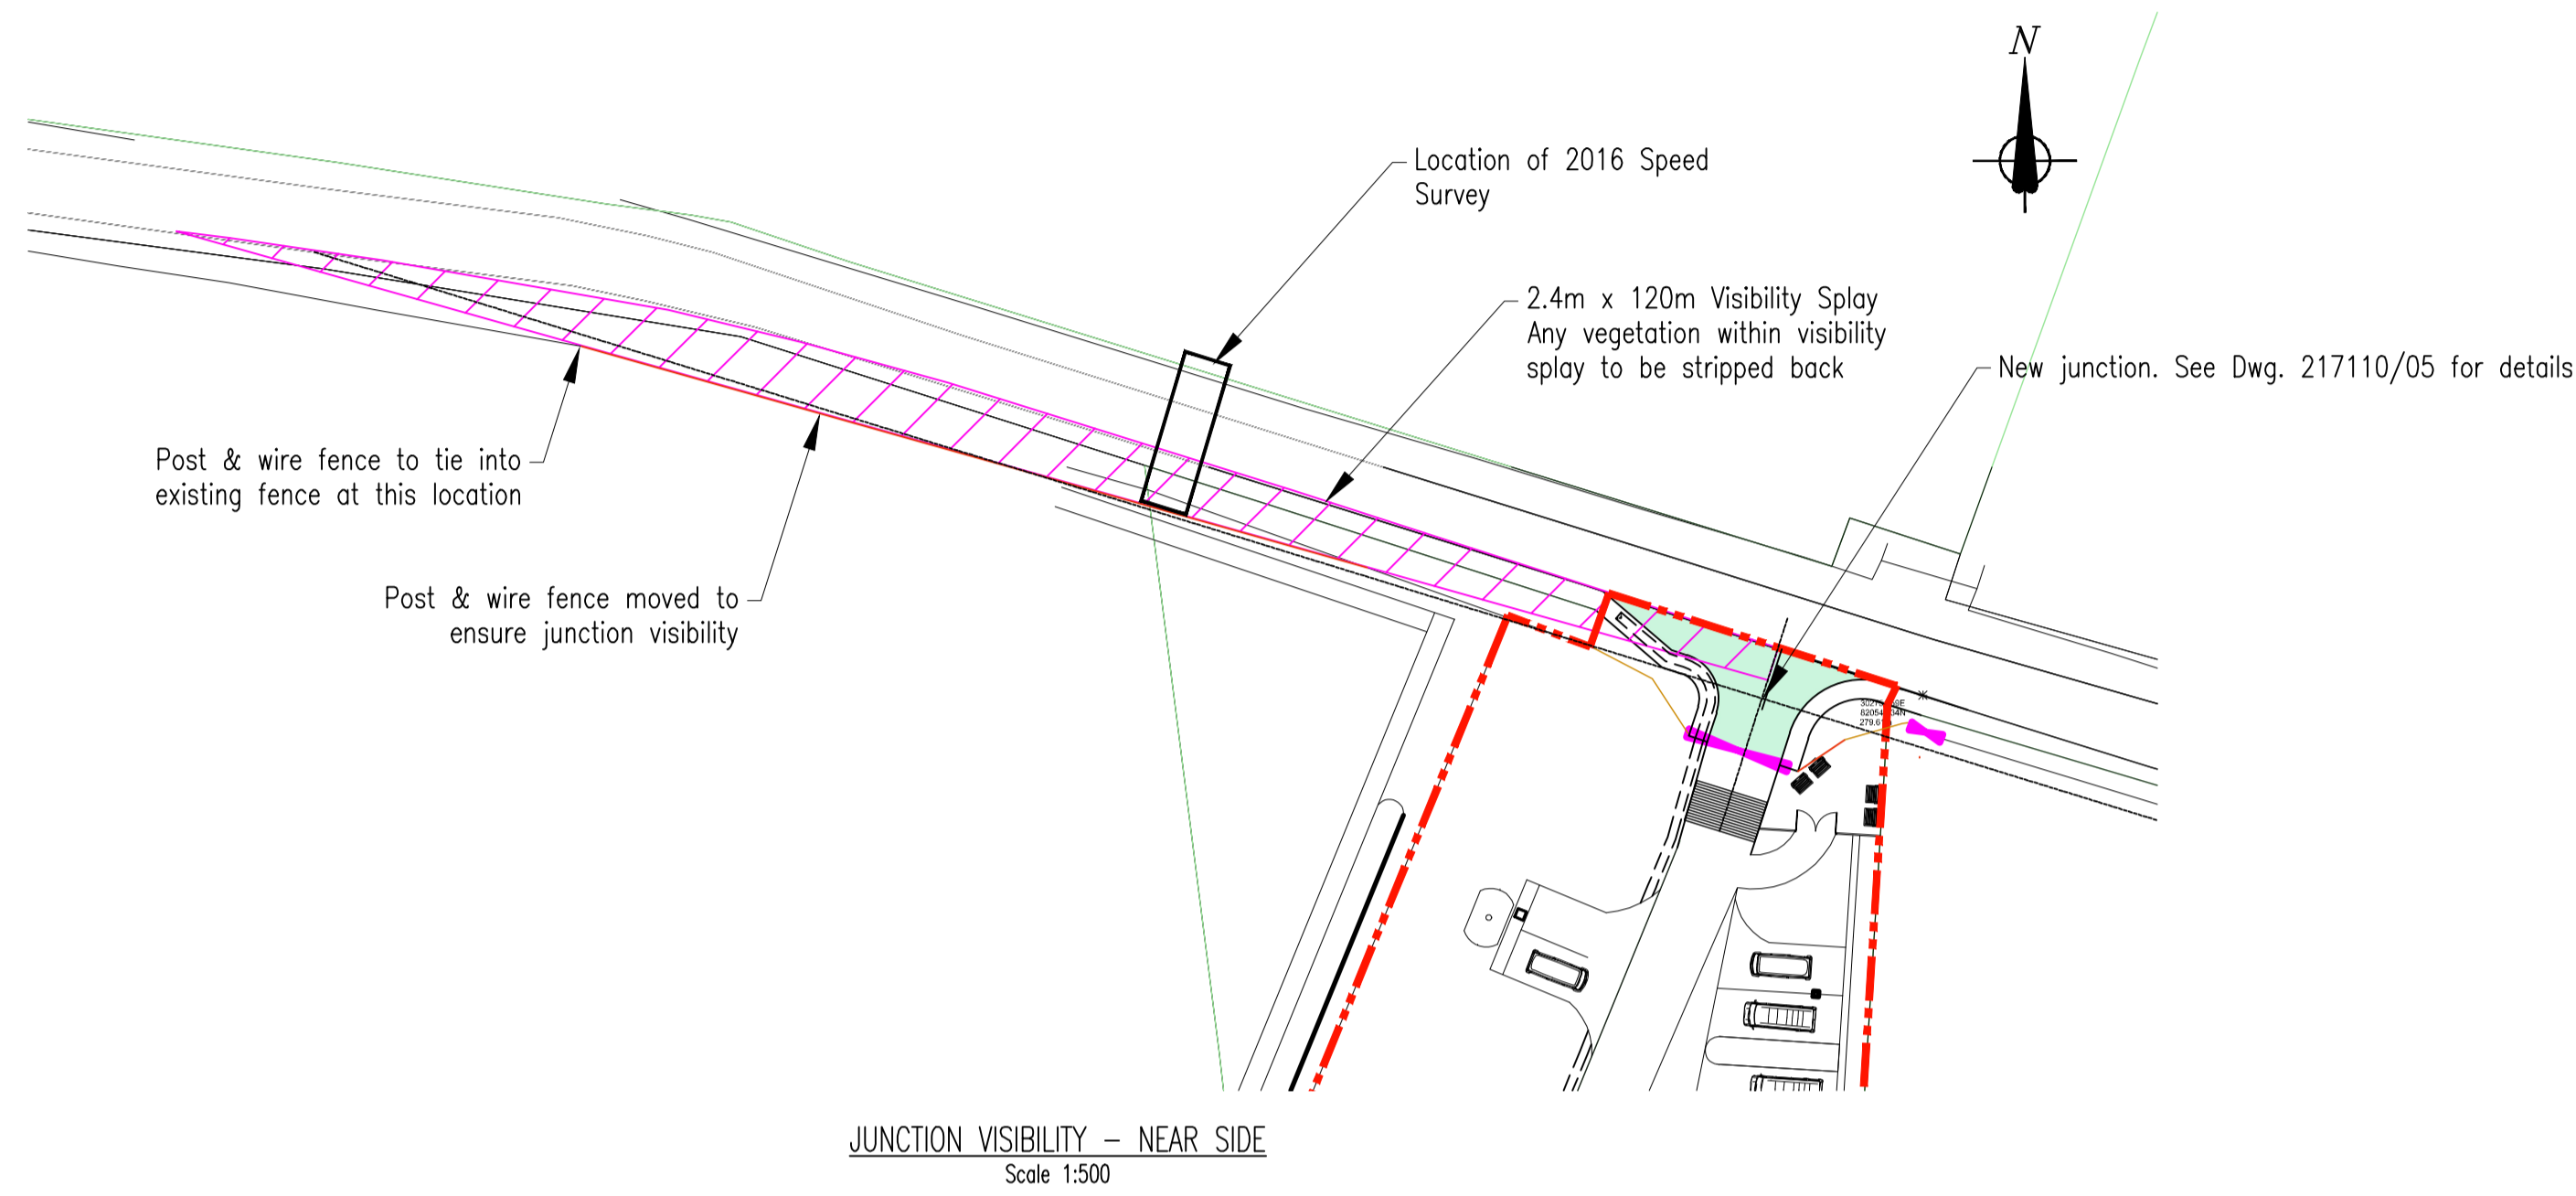 N
Location of 2016 Speed
Survey
2.4m x 120m Visibility Splay
Any vegetation within visibility
splay to be stripped back
New junction. See Dwg. 217110/05 for details
Post & wire fence to tie into
existing fence at this location
Post & wire fence moved to
ensure junction visibility
JUNCTION VISIBILITY – NEAR SIDE
Scale 1:500